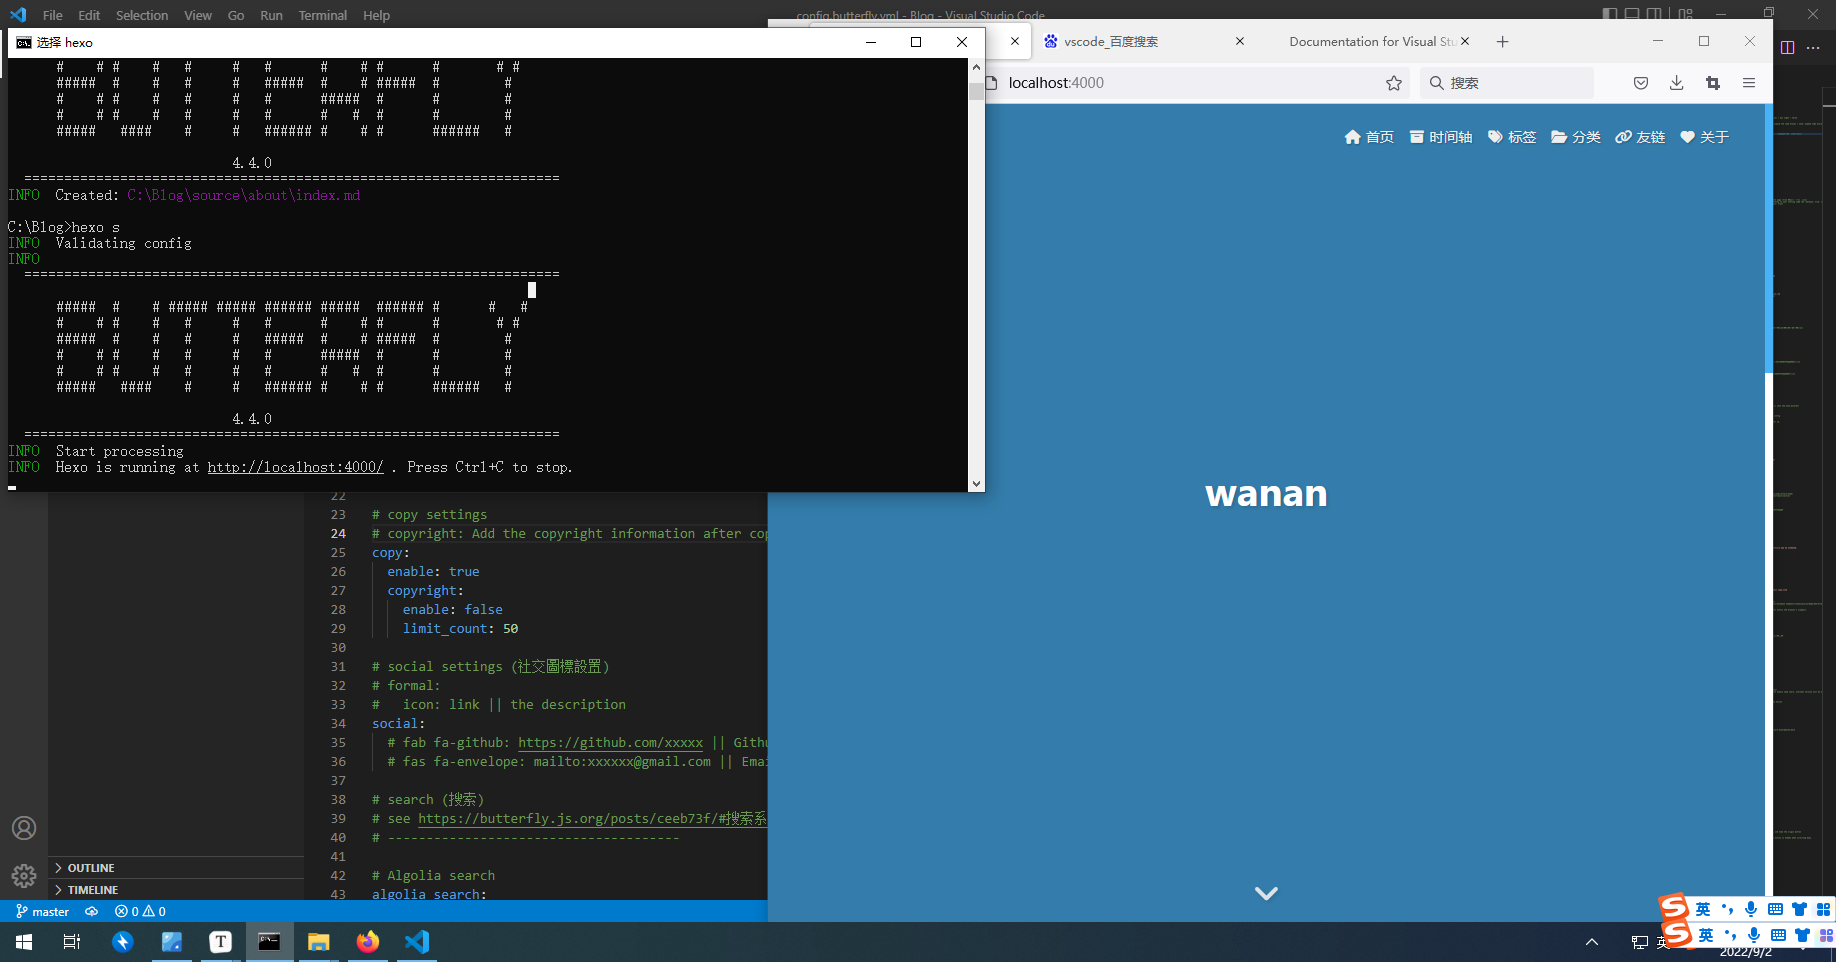 File Edit Selection View Go Run Terminal Help
config.butterfly.yml - Blog - Visual Studio Code
选择 hexo
4.4.0
==================================================================
INFO Created: C:\Blog\source\about\index.md
C:\Blog>hexo s
INFO Validating config
INFO
==================================================================
BUTTERFLY
4.4.0
==================================================================
INFO Start processing
INFO Hexo is running at http://localhost:4000/ . Press Ctrl+C to stop.
vscode_百度搜索
Documentation for Visual Stu
localhost:4000
搜索
首页 时间轴 标签 分类 友链 关于
wanan
22
23 # copy settings
24 # copyright: Add the copyright information after cop
25 copy:
26 enable: true
27 copyright:
28 enable: false
29 limit_count: 50
30
31 # social settings (社交圖標設置)
32 # formal:
33 #   icon: link || the description
34 social:
35 # fab fa-github: https://github.com/xxxxx || Githu
36 # fas fa-envelope: mailto:xxxxxx@gmail.com || Emai
37
38 # search (搜索)
39 # see https://butterfly.js.org/posts/ceeb73f/#搜索系
40 # --------------------------------------
41
42 # Algolia search
43 algolia_search:
OUTLINE
TIMELINE
master 0 0
英
英
英
2022/9/2